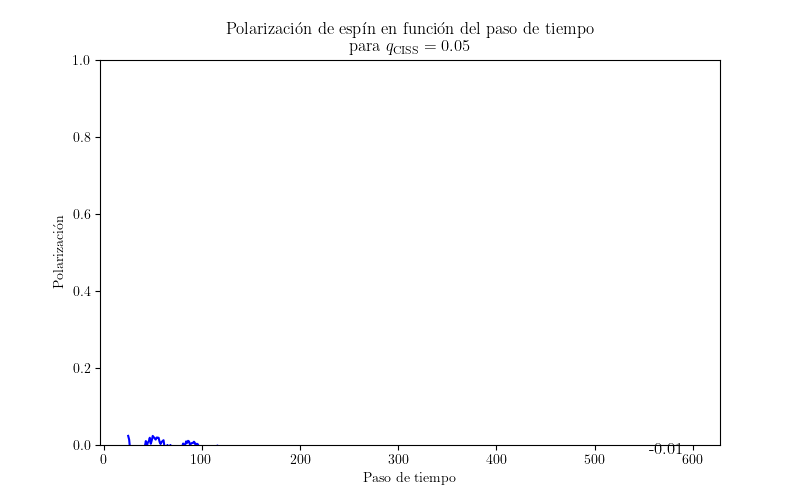 Polarización de espín en función del paso de tiempo
para $q_{\mathrm{CISS}} = 0.05$
1.0
0.8
0.6
0.4
0.2
0.0
Polarización
-0.01
0 100 200 300 400 500 600
Paso de tiempo